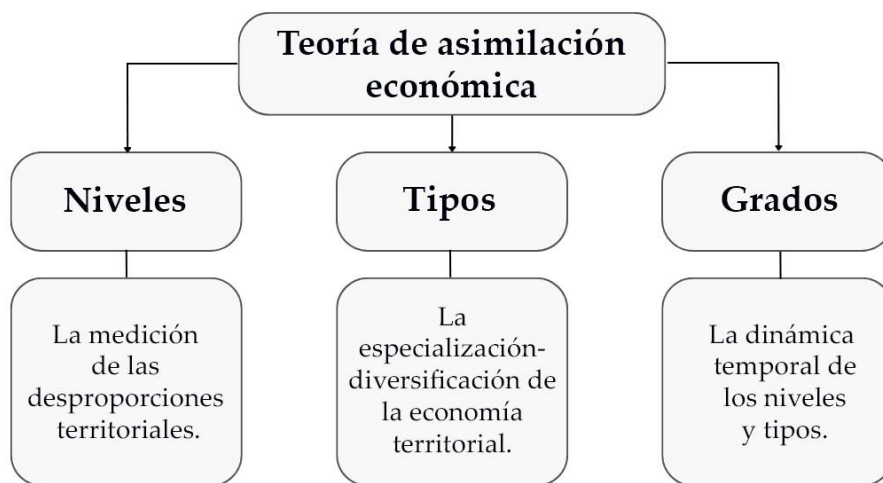 Teoría de asimilación
económica
Niveles
Tipos
Grados
La medición
de las
desproporciones
territoriales.
La
especialización-
diversificación de
la economía
territorial.
La dinámica
temporal de
los niveles
y tipos.